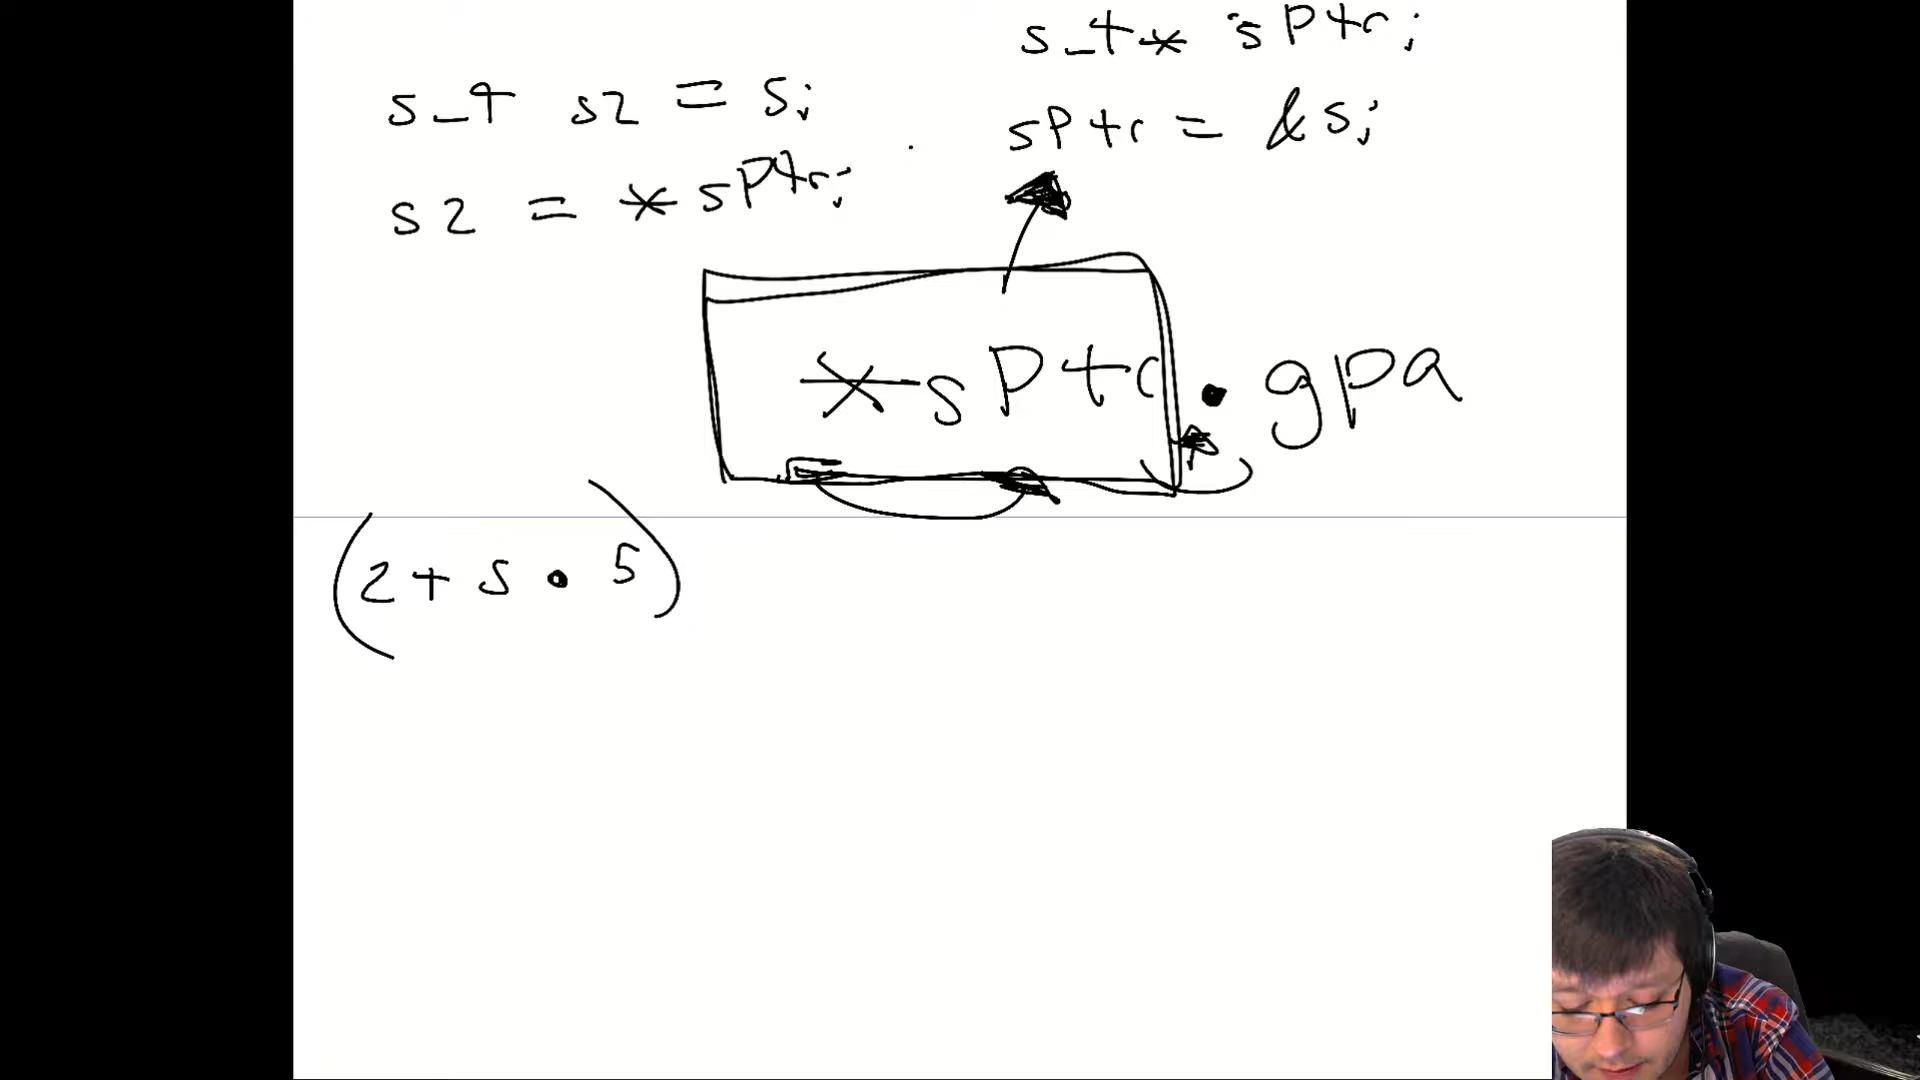 s_t* sPtr;
s_t s2 = s;
sPtr = &s;
s2 = *sPtr;
*sPtr.gpa
(2 + 5 • 5)